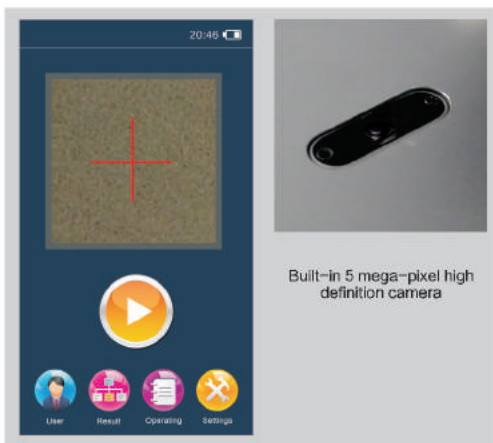 20:46
User
Result
Operating
Settings
Built-in 5 mega-pixel high
definition camera